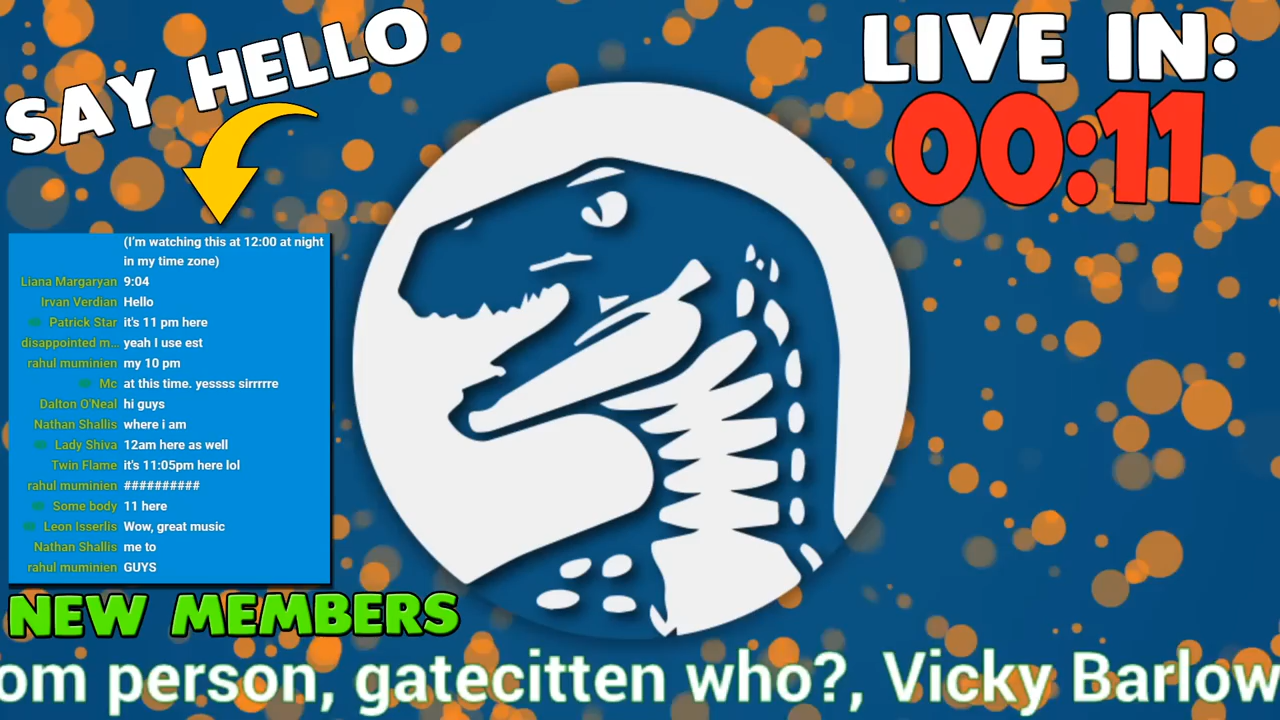 SAY HELLO
LIVE IN:
00:11
(I'm watching this at 12:00 at night
in my time zone)
Liana Margaryan 9:04
Irvan Verdian Hello
Patrick Star it's 11 pm here
disappointed m... yeah I use est
rahul muminien my 10 pm
Mc at this time. yessss sirrrrre
Dalton O'Neal hi guys
Nathan Shallis where i am
Lady Shiva 12am here as well
Twin Flame it's 11:05pm here lol
rahul muminien ##########
Some body 11 here
Leon Isserlis Wow, great music
Nathan Shallis me to
rahul muminien GUYS
NEW MEMBERS
om person, gatecitten who?, Vicky Barlow